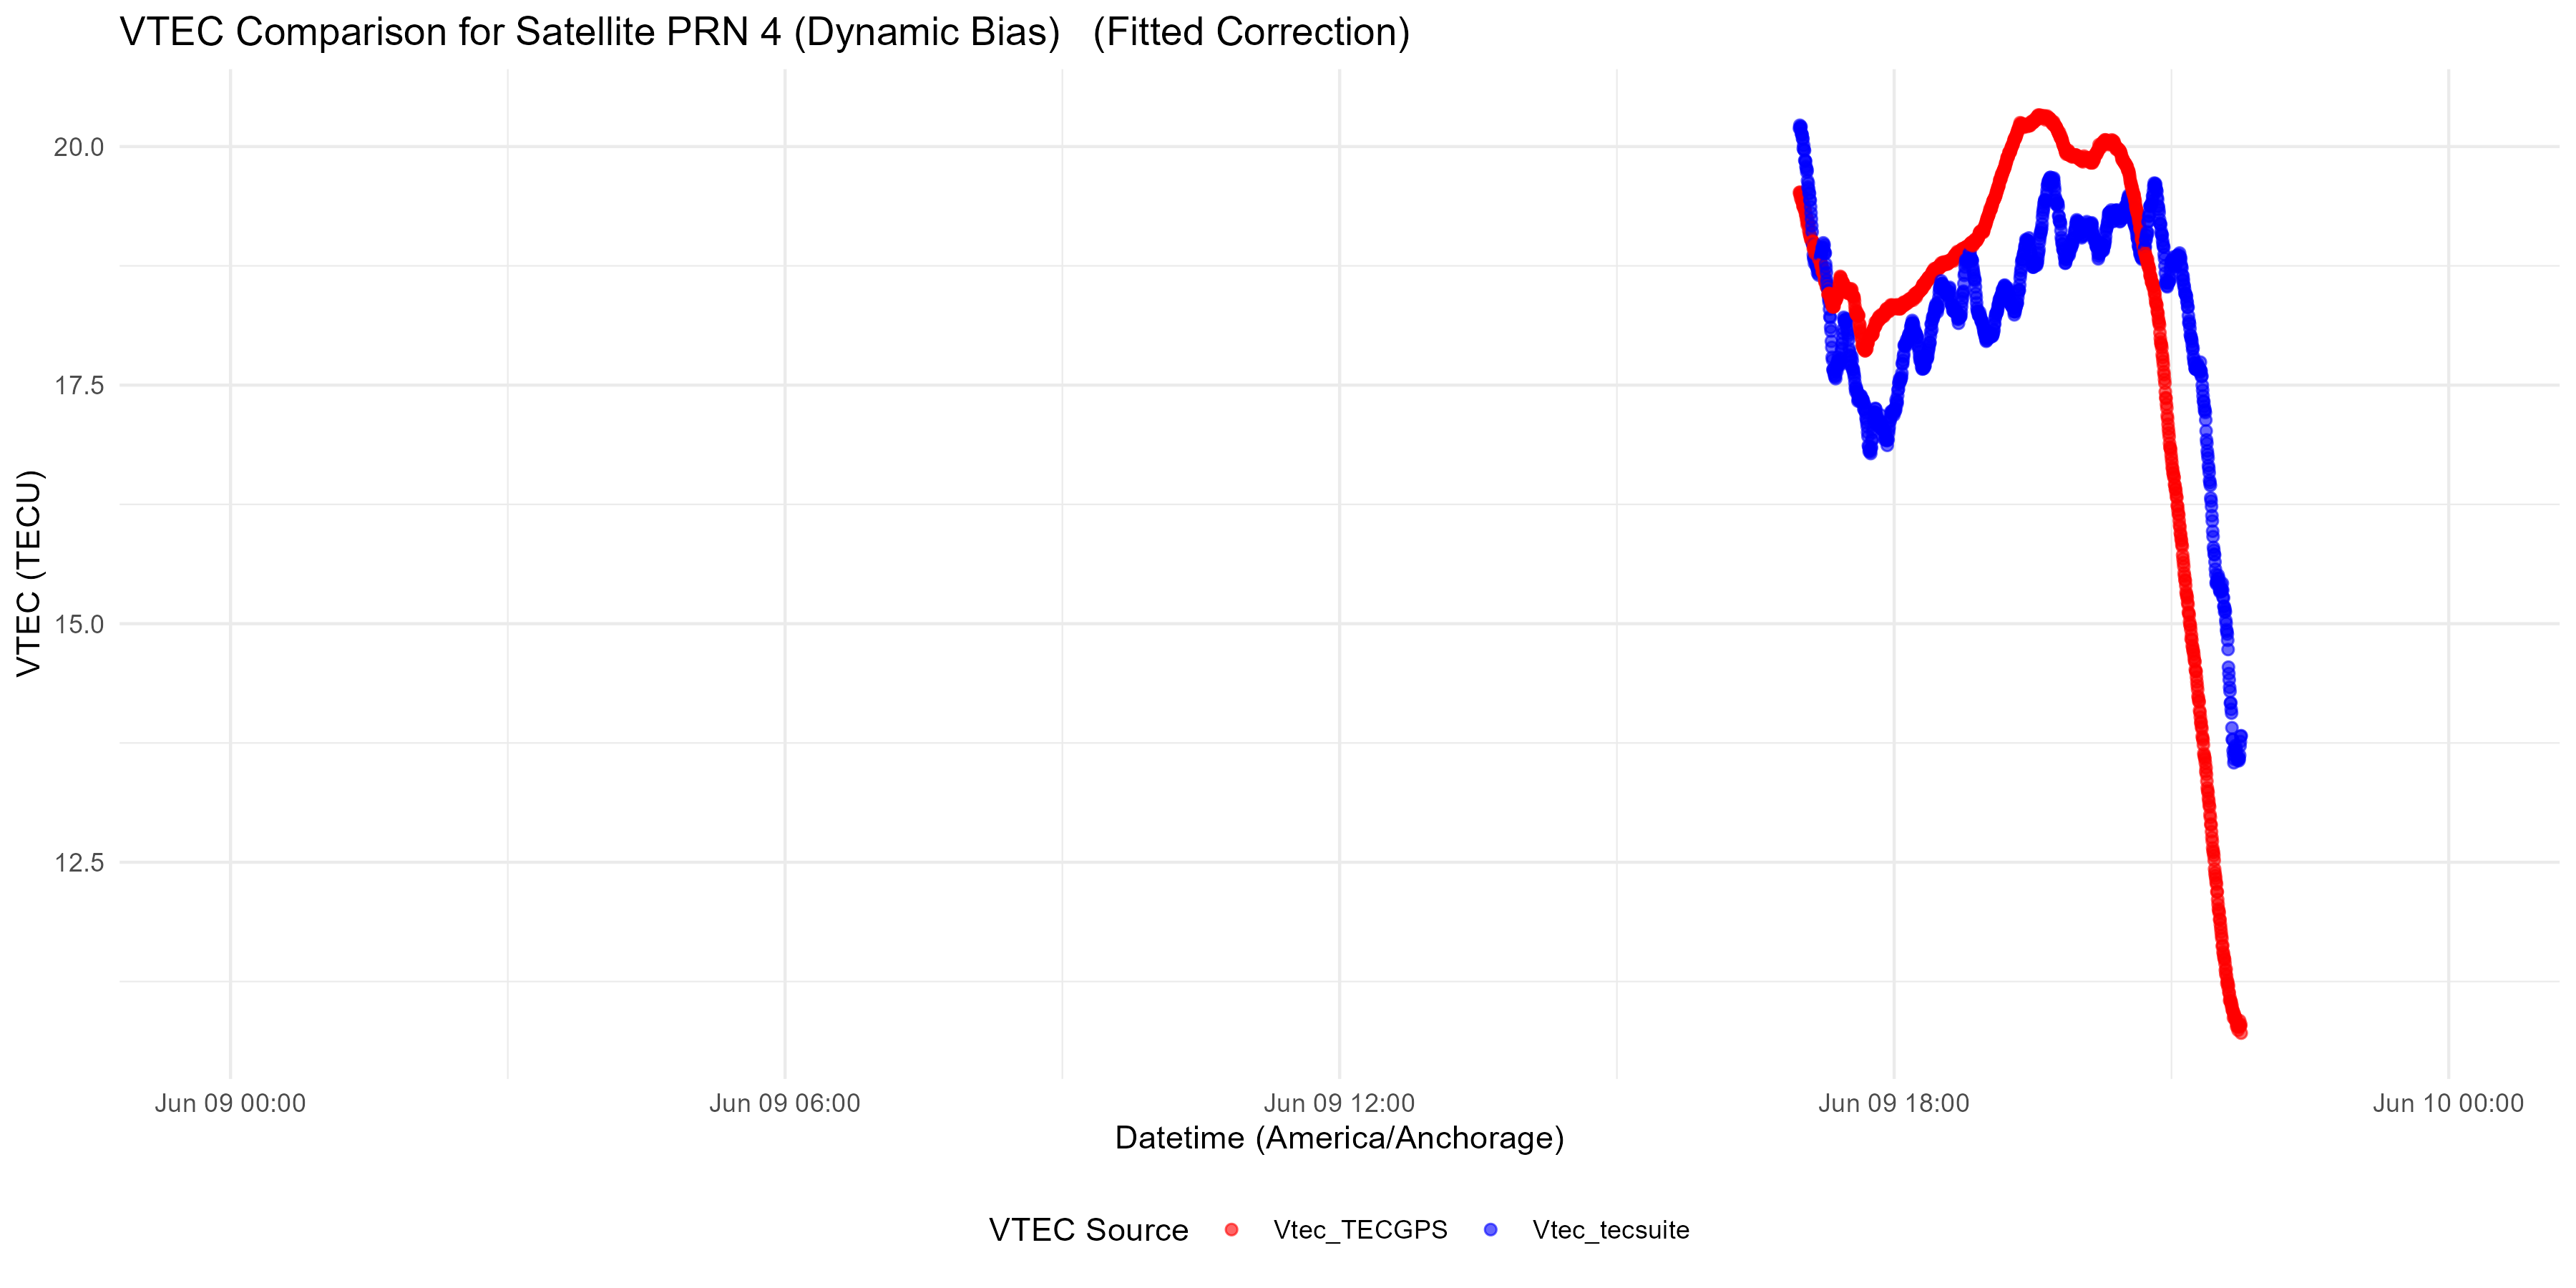 VTEC Comparison for Satellite PRN 4 (Dynamic Bias)   (Fitted Correction)
VTEC (TECU)
20.0
17.5
15.0
12.5
Jun 09 00:00 Jun 09 06:00 Jun 09 12:00 Jun 09 18:00 Jun 10 00:00
Datetime (America/Anchorage)
VTEC Source Vtec_TECGPS Vtec_tecsuite